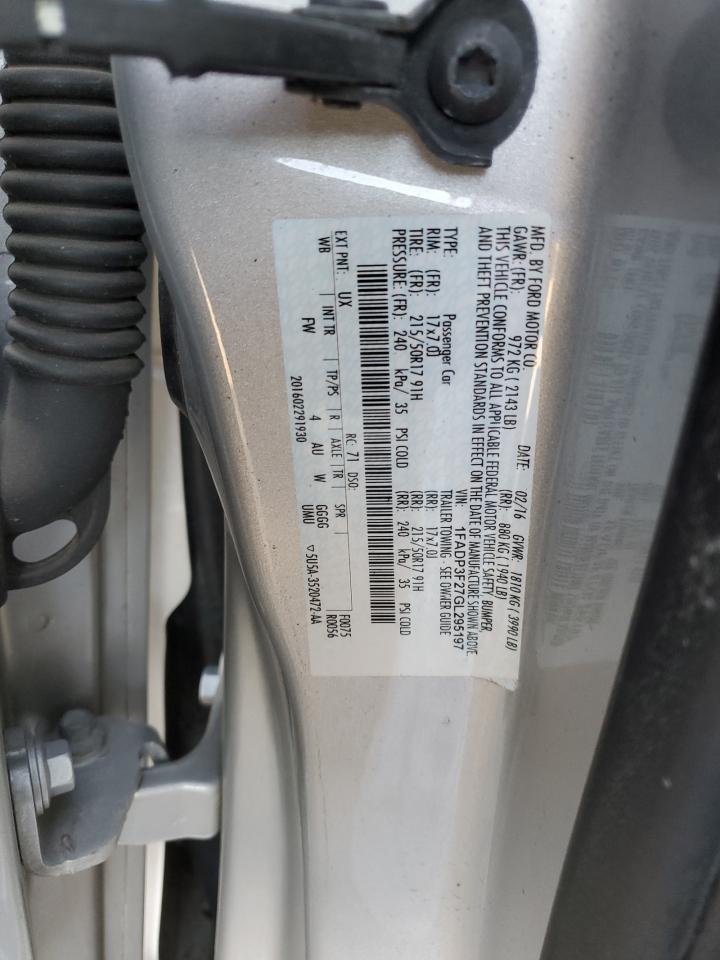 MFD. BY FORD MOTOR CO. DATE: 02/16 GVWR: 1810 KG ( 3990 LB)
GAWR: (FR): 972 KG ( 2143 LB) (RR): 880 KG ( 1940 LB)
THIS VEHICLE CONFORMS TO ALL APPLICABLE FEDERAL MOTOR VEHICLE SAFETY, BUMPER,
AND THEFT PREVENTION STANDARDS IN EFFECT ON THE DATE OF MANUFACTURE SHOWN ABOVE.
VIN: 1FADP3F27GL295197
TYPE: Passenger Car TRAILER TOWING - SEE OWNER GUIDE
RIM: (FR): 17x7.0J (RR): 17x7.0J
TIRE: (FR): 215/50R17 91H (RR): 215/50R17 91H
PRESSURE: (FR): 240 kPa/ 35 PSI COLD (RR): 240 kPa/ 35 PSI COLD
EXT PNT: UX RC: 71 DSO: F0075
WB INT TR TP/PS R AXLE TR SPR R0056
FW 4 AU W GGGG
201602291930 UMU ▽ 5U5A-3520472-AA